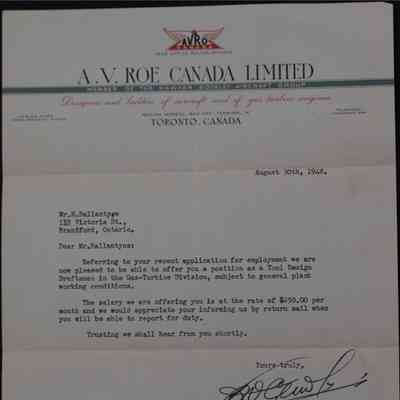 AVRO
CANADA
A. V. ROE CANADA LIMITED
MEMBER OF THE HAWKER SIDDELEY AIRCRAFT GROUP
Designers and builders of aircraft and of gas turbine engines
TORONTO, CANADA
August 30th, 1948.
Mr.H.Ballantyne
Victoria St.,
Brandford, Ontario.
Dear Mr.Ballantyne:
Referring to your recent application for employment we are
now pleased to be able to offer you a position as a Tool Design
Draftsman in the Gas-Turbine Division, subject to general plant
working conditions.
The salary we are offering you is at the rate of $250.00 per
month and we would appreciate your informing us by return mail when
you will be able to report for duty.
Trusting we shall hear from you shortly.
Yours truly,